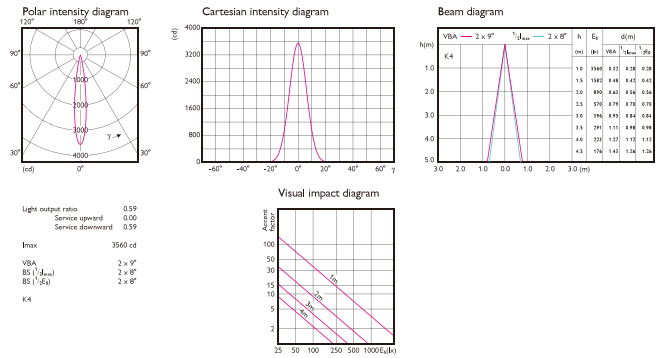 Polar intensity diagram
120° 180° 120°
90° 90°
1000
2000
3000
γ
30° 30°
4000
(cd) 0°
Cartesian intensity diagram
(cd)
4000
3200
2400
1600
800
0
-60° -40° -20° 0° 20° 40° 60° γ
Beam diagram
VBA 2 x 9° 1/2Imax 2 x 8°
K4
h(m)
1.0
2.0
3.0
4.0
5.0
3.0 2.0 1.0 0.0 1.0 2.0 3.0 (m)
h E0 d(m)
(m) (lx) VBA 1/2Imax 1/2E0
1.0 3560 0.32 0.28 0.28
1.5 1582 0.48 0.42 0.42
2.0 890 0.63 0.56 0.56
2.5 570 0.79 0.70 0.70
3.0 396 0.95 0.84 0.84
3.5 291 1.11 0.98 0.98
4.0 223 1.27 1.12 1.12
4.5 176 1.43 1.26 1.26
Light output ratio 0.59
Service upward 0.00
Service downward 0.59
Imax 3560 cd
VBA 2 x 9°
BS (1/2Imax) 2 x 8°
BS (1/2E0) 2 x 8°
K4
Visual impact diagram
Accent factor
100
50
30
15
10
5
2
1m
2m
3m
4m
25 50 100 250 500 1000 E0(lx)